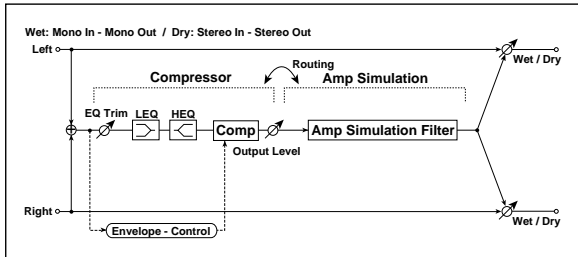 Wet: Mono In - Mono Out / Dry: Stereo In - Stereo Out
Left
Wet / Dry
Routing
Compressor
Amp Simulation
EQ Trim
LEQ
HEQ
Comp
Output Level
Amp Simulation Filter
Right
Wet / Dry
Envelope - Control